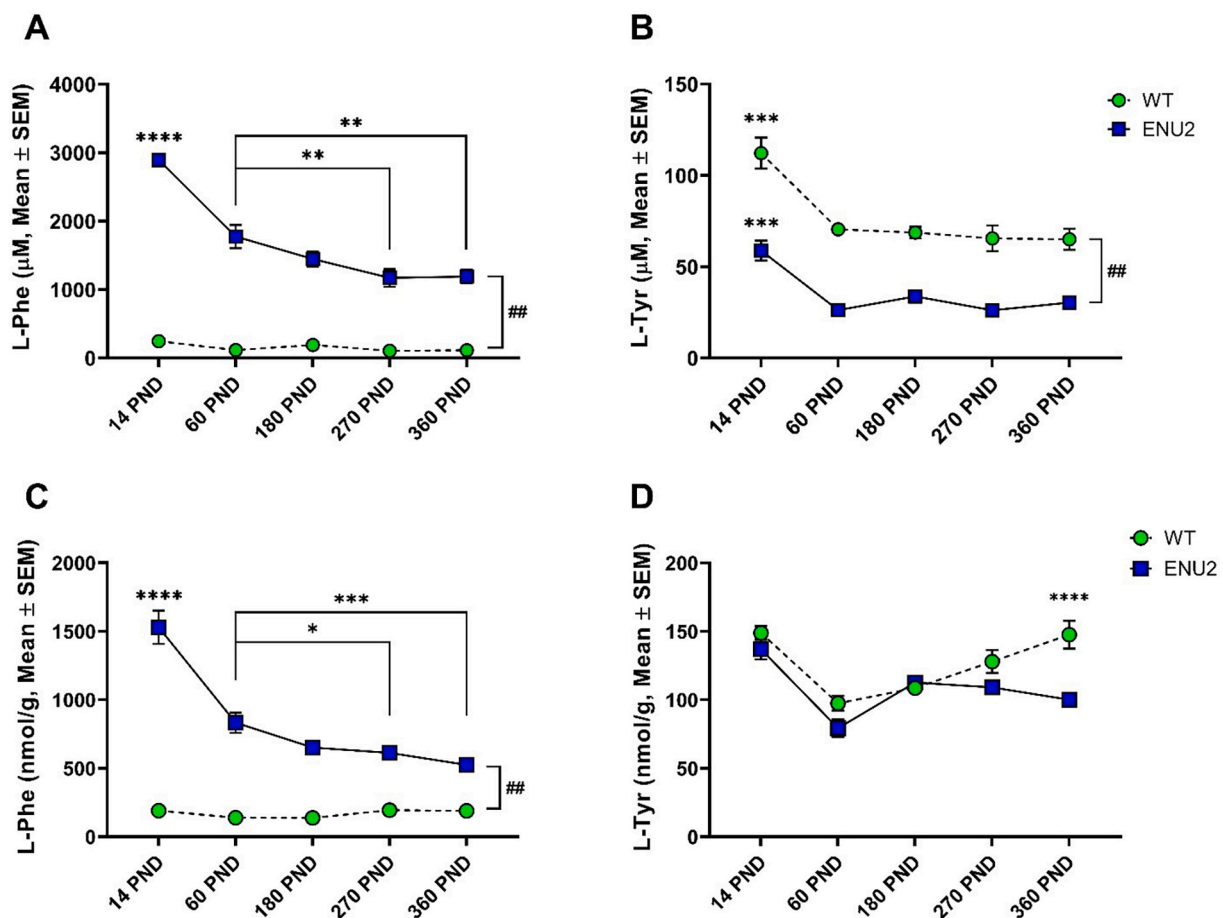 A
L-Phe (μM, Mean ± SEM)
4000
3000
2000
1000
0
****
**
**
##
14 PND
60 PND
180 PND
270 PND
360 PND
B
L-Tyr (μM, Mean ± SEM)
150
100
50
0
***
***
##
14 PND
60 PND
180 PND
270 PND
360 PND
WT
ENU2
C
L-Phe (nmol/g, Mean ± SEM)
2000
1500
1000
500
0
****
***
*
##
14 PND
60 PND
180 PND
270 PND
360 PND
D
L-Tyr (nmol/g, Mean ± SEM)
200
150
100
50
0
****
14 PND
60 PND
180 PND
270 PND
360 PND
WT
ENU2